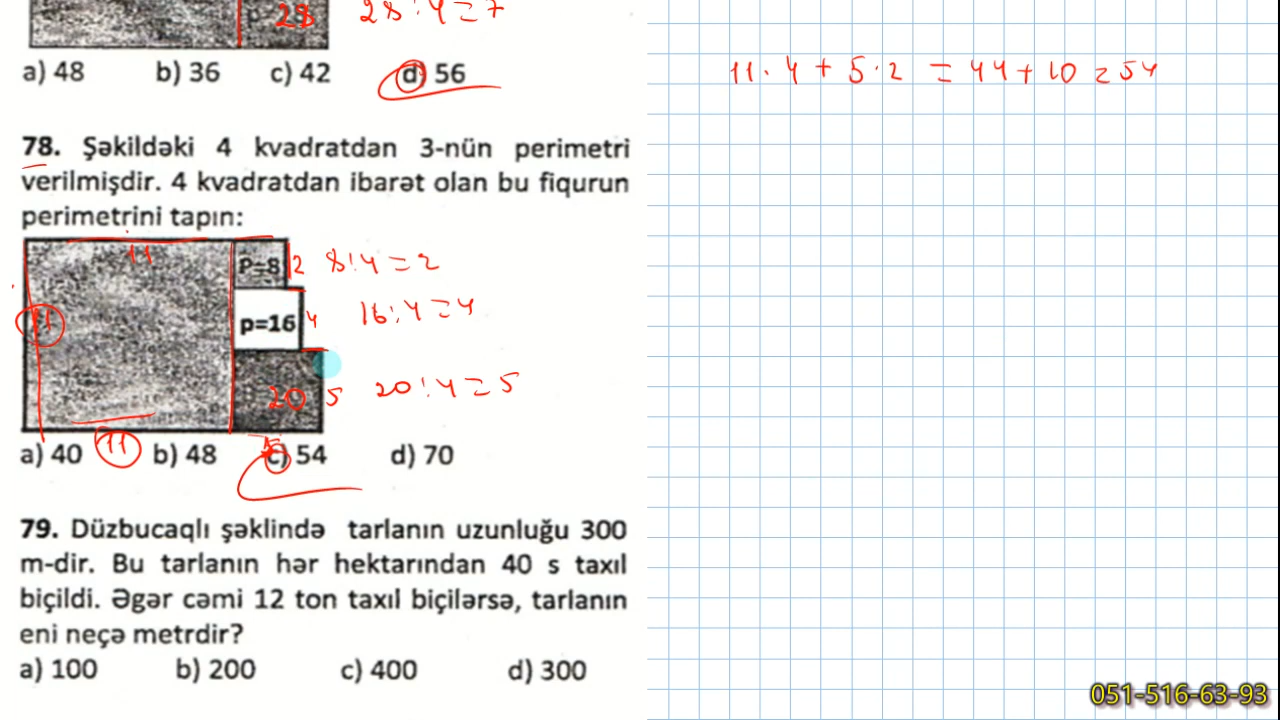 28 28:4=7
a) 48 b) 36 c) 42 d) 56
78. Şəkildəki 4 kvadratdan 3-nün perimetri
verilmişdir. 4 kvadratdan ibarət olan bu fiqurun
perimetrini tapın:
11 P=8 2 8:4=2
11 p=16 4 16:4=4
20 5 20:4=5
11 5
a) 40 b) 48 c) 54 d) 70
79. Düzbucaqlı şəklində tarlanın uzunluğu 300
m-dir. Bu tarlanın hər hektarından 40 s taxıl
biçildi. Əgər cəmi 12 ton taxıl biçilərsə, tarlanın
eni neçə metrdir?
a) 100 b) 200 c) 400 d) 300
11·4+5·2=44+10=54
051-516-63-93